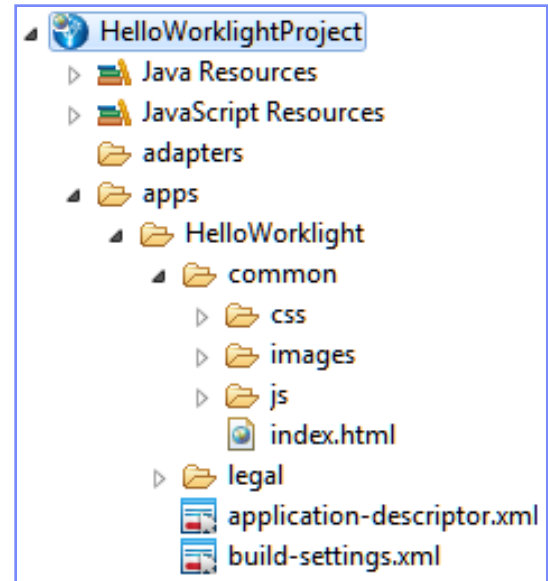 HelloWorklightProject
Java Resources
JavaScript Resources
adapters
apps
HelloWorklight
common
css
images
js
index.html
legal
application-descriptor.xml
build-settings.xml